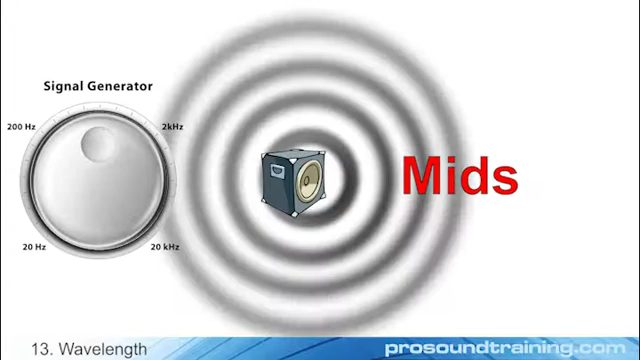 Signal Generator
200 Hz
2kHz
Mids
20 Hz
20 kHz
13. Wavelength
prosoundtraining.com